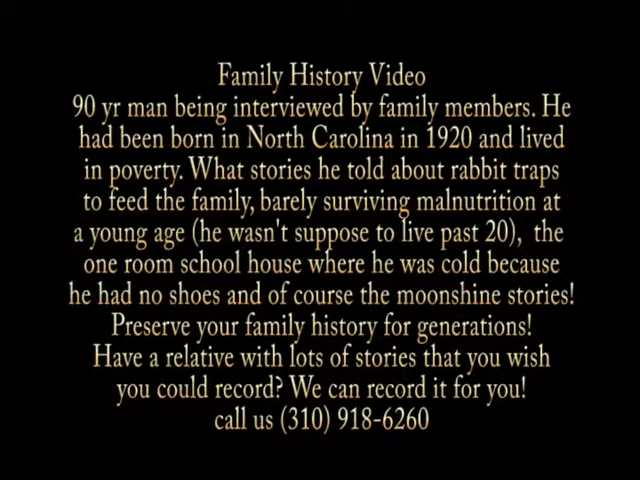 Family History Video
90 yr man being interviewed by family members. He
had been born in North Carolina in 1920 and lived
in poverty. What stories he told about rabbit traps
to feed the family, barely surviving malnutrition at
a young age (he wasn't suppose to live past 20), the
one room school house where he was cold because
he had no shoes and of course the moonshine stories!
Preserve your family history for generations!
Have a relative with lots of stories that you wish
you could record? We can record it for you!
call us (310) 918-6260